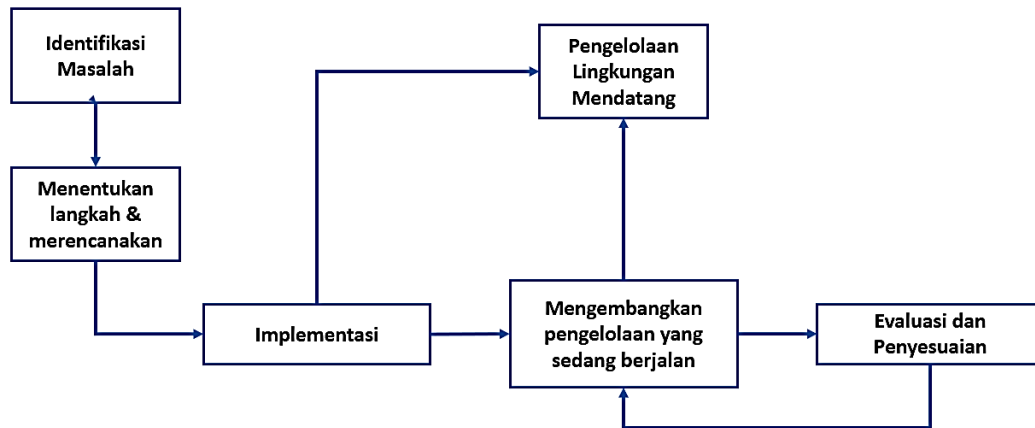 Identifikasi
Masalah
Pengelolaan
Lingkungan
Mendatang
Menentukan
langkah &
merencanakan
Implementasi
Mengembangkan
pengelolaan yang
sedang berjalan
Evaluasi dan
Penyesuaian